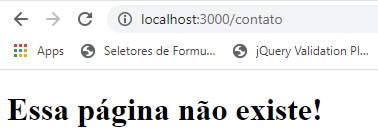 localhost:3000/contato
Apps Seletores de Formu... jQuery Validation Pl...
Essa página não existe!